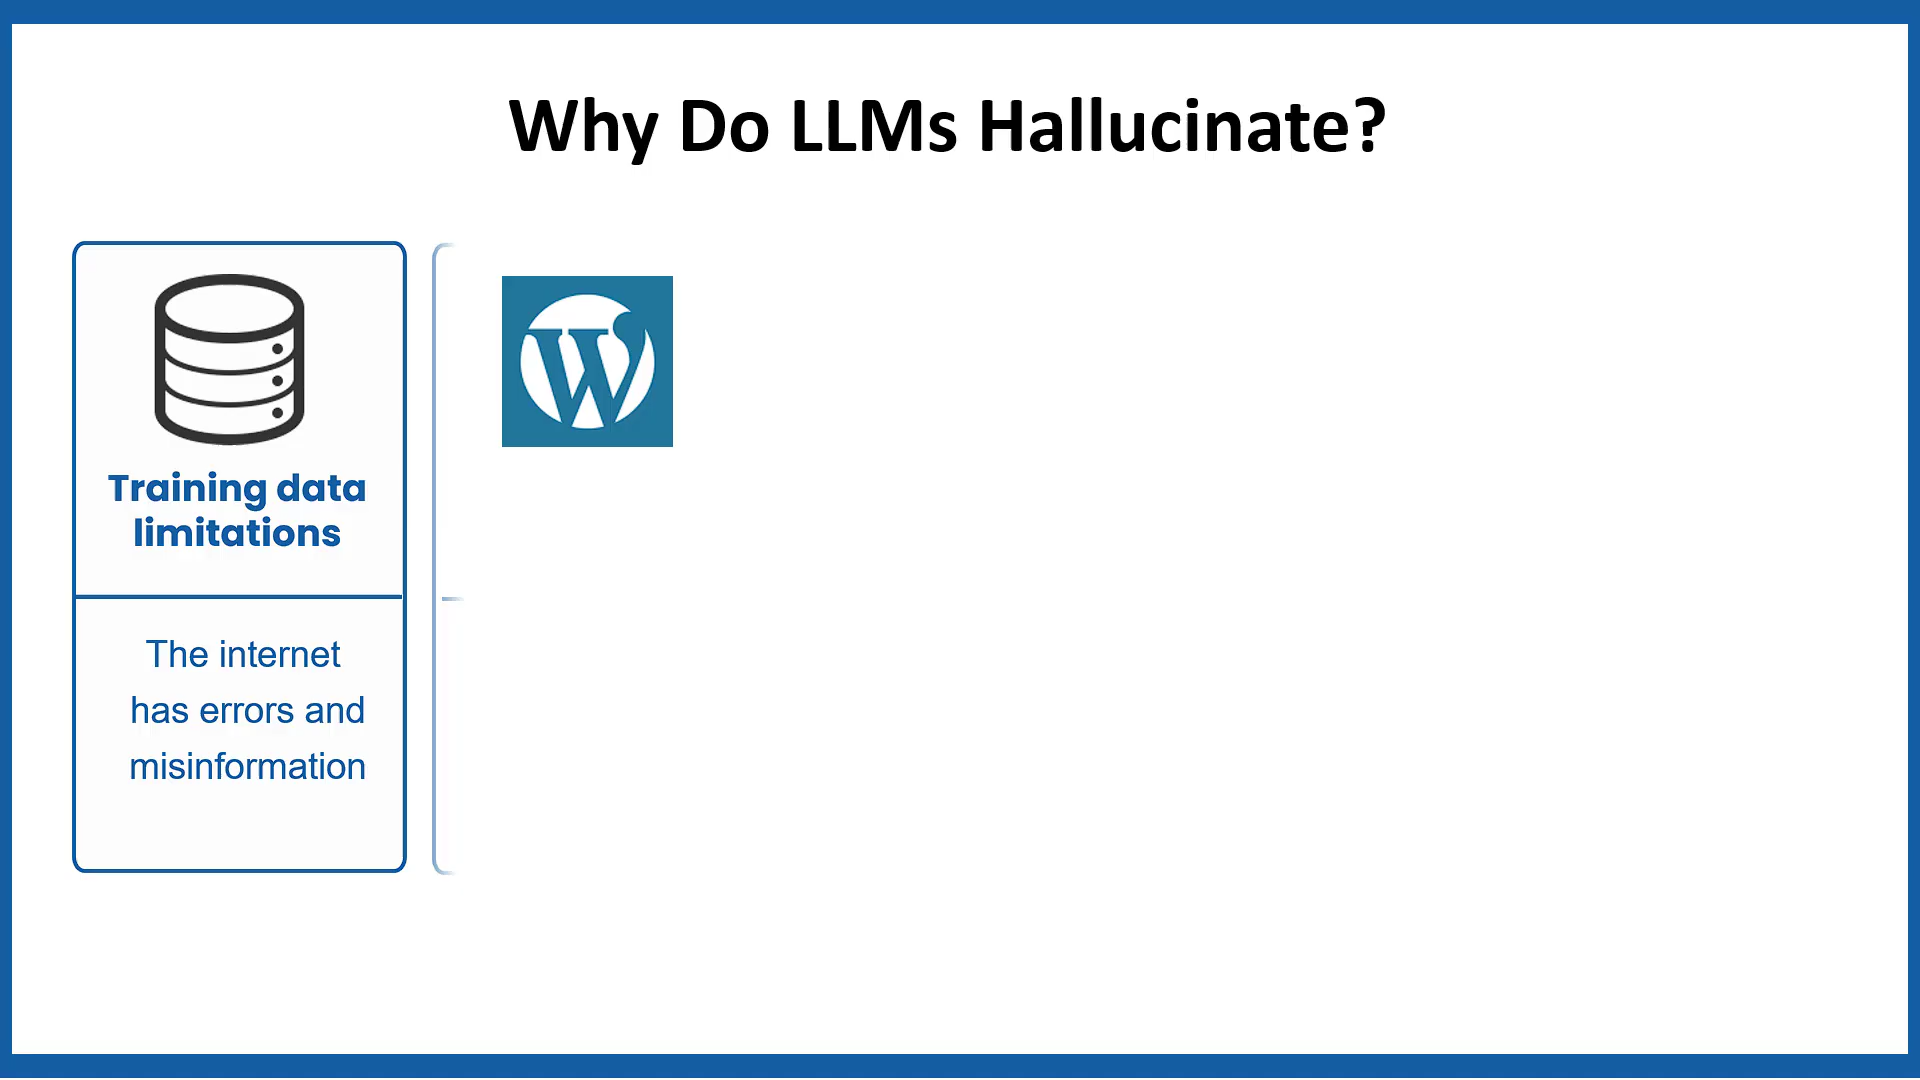 Why Do LLMs Hallucinate?
Training data
limitations
The internet
has errors and
misinformation